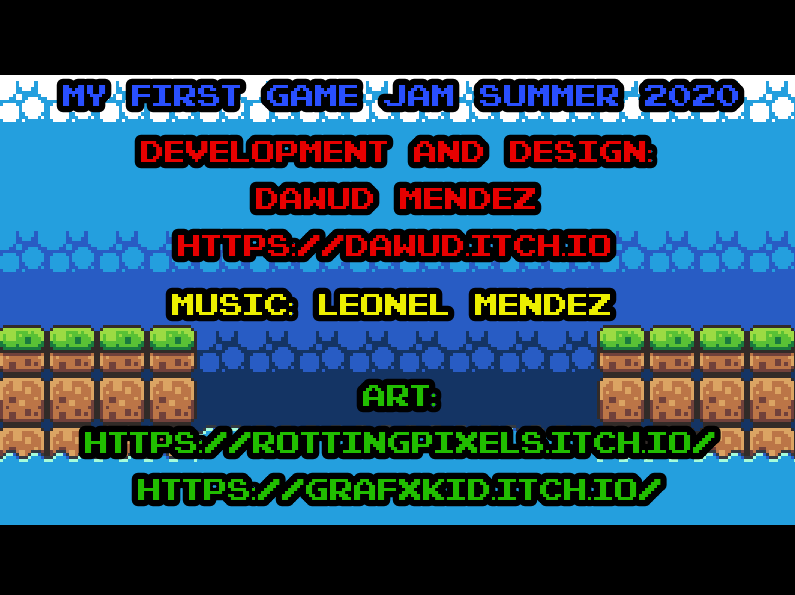 MY FIRST GAME JAM SUMMER 2020
DEVELOPMENT AND DESIGN:
DAWUD MENDEZ
HTTPS://DAWUD.ITCH.IO
MUSIC: LEONEL MENDEZ
ART:
HTTPS://ROTTINGPIXELS.ITCH.IO/
HTTPS://GRAFXKID.ITCH.IO/